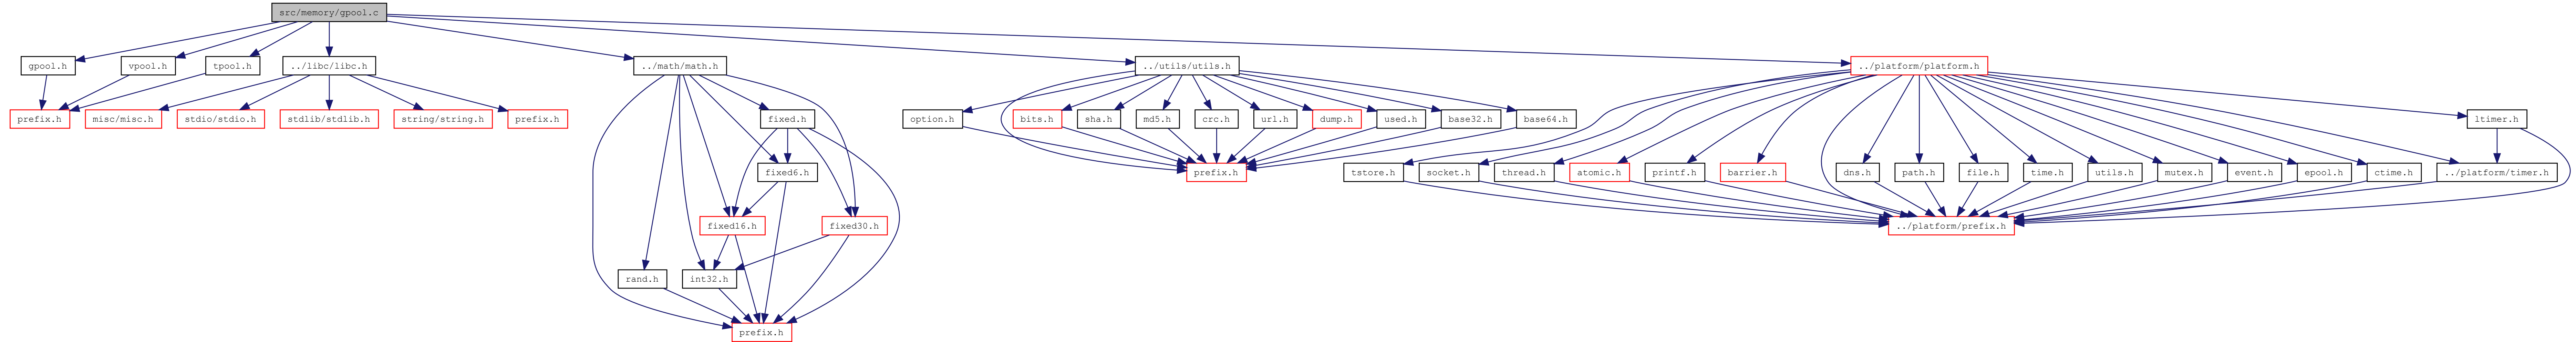 src/memory/gpool.c
gpool.h
vpool.h
tpool.h
../libc/libc.h
../math/math.h
../utils/utils.h
../platform/platform.h
prefix.h
misc/misc.h
stdio/stdio.h
stdlib/stdlib.h
string/string.h
prefix.h
fixed.h
option.h
bits.h
sha.h
md5.h
crc.h
url.h
dump.h
used.h
base32.h
base64.h
ltimer.h
fixed6.h
prefix.h
tstore.h
socket.h
thread.h
atomic.h
printf.h
barrier.h
dns.h
path.h
file.h
time.h
utils.h
mutex.h
event.h
epool.h
ctime.h
../platform/timer.h
fixed16.h
fixed30.h
../platform/prefix.h
rand.h
int32.h
prefix.h